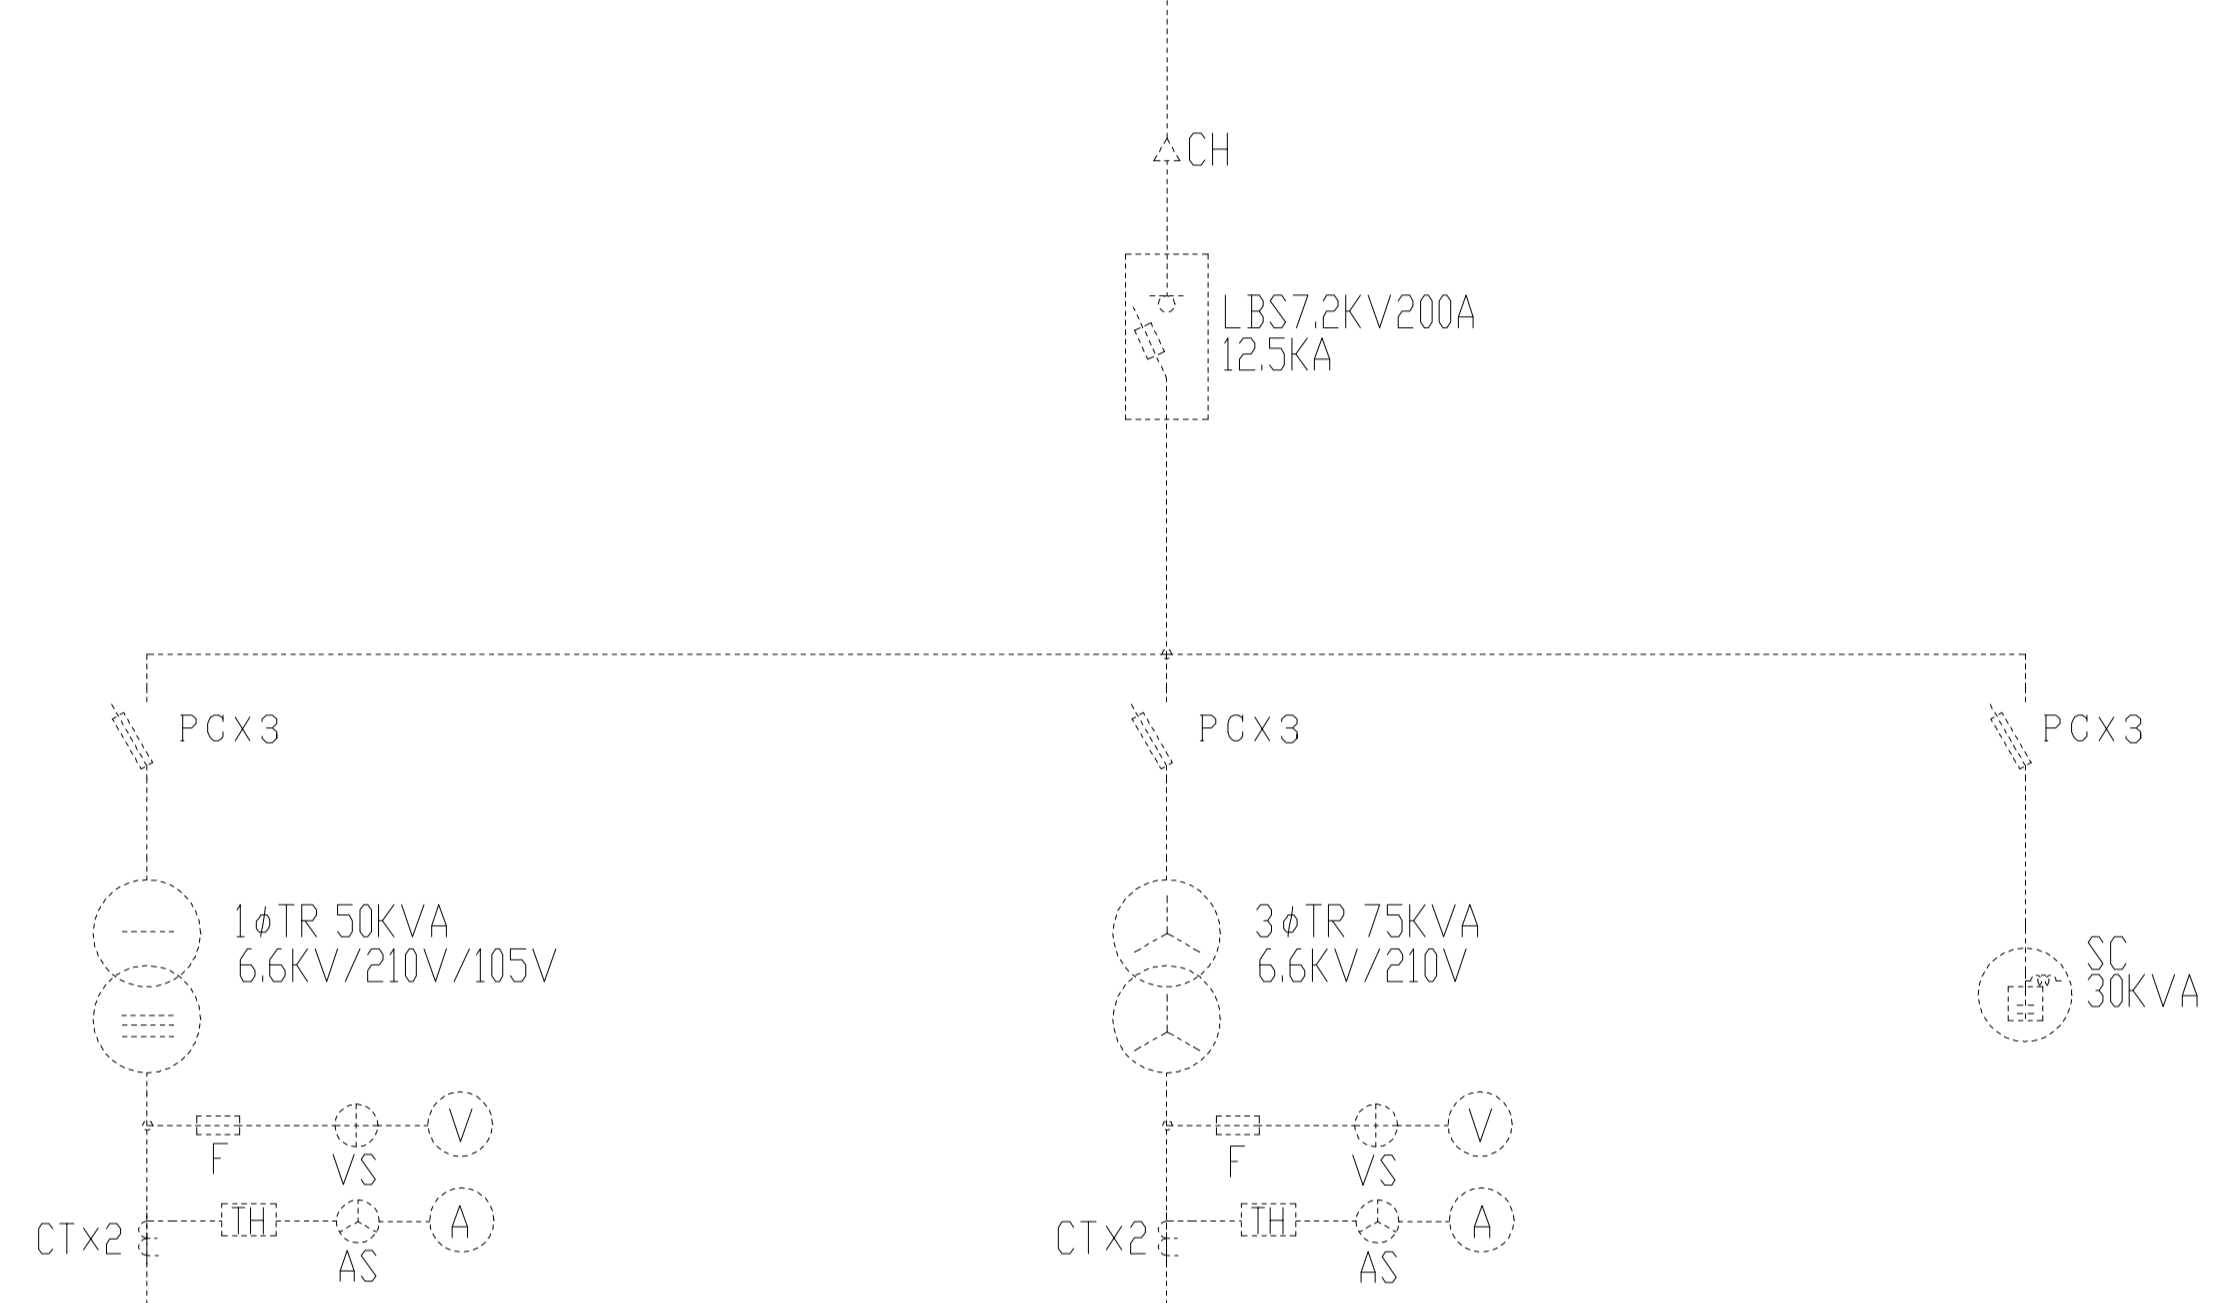 CH
LBS7.2KV200A
12.5KA
PCX3
PCX3
PCX3
1φTR 50KVA
6.6KV/210V/105V
3φTR 75KVA
6.6KV/210V
SC
30KVA
V
F
VS
V
F
VS
CTX2
TH
A
AS
CTX2
TH
A
AS